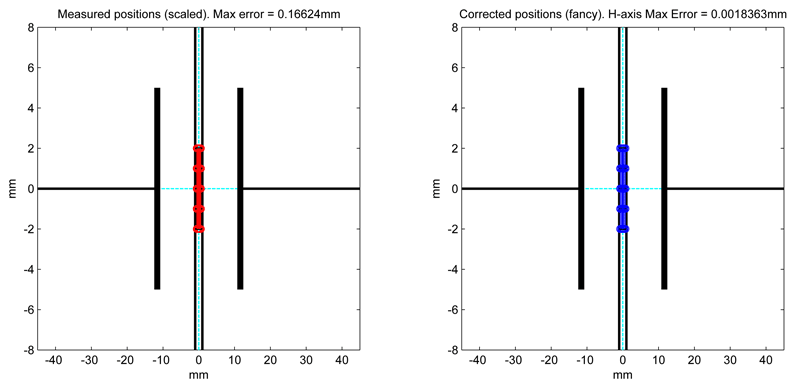 Measured positions (scaled). Max error = 0.16624mm
8
6
4
2
0
-2
-4
-6
-8
mm
-40 -30 -20 -10 0 10 20 30 40
mm
Corrected positions (fancy). H-axis Max Error = 0.0018363mm
8
6
4
2
0
-2
-4
-6
-8
mm
-40 -30 -20 -10 0 10 20 30 40
mm